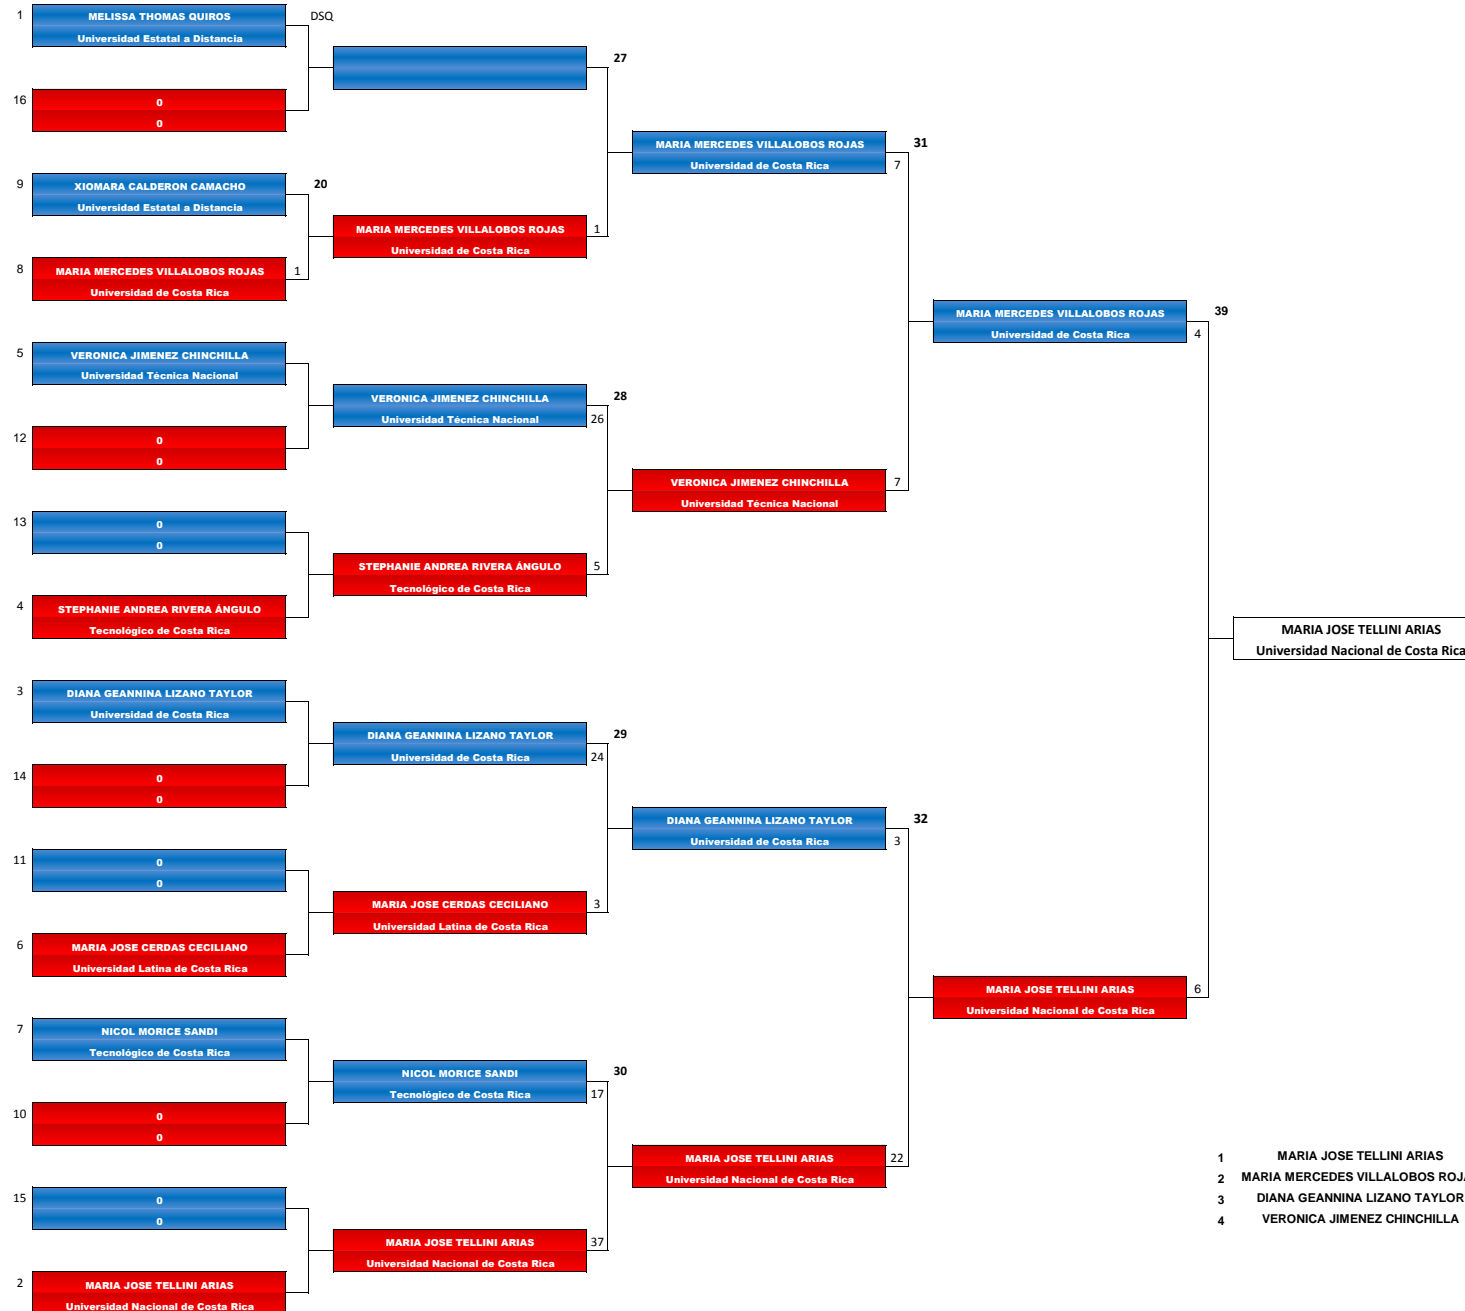 1
MELISSA THOMAS QUIROS
Universidad Estatal a Distancia
DSQ
16
0
0
9
XIOMARA CALDERON CAMACHO
Universidad Estatal a Distancia
20
8
MARIA MERCEDES VILLALOBOS ROJAS
Universidad de Costa Rica
1
5
VERONICA JIMENEZ CHINCHILLA
Universidad Técnica Nacional
12
0
0
13
0
0
4
STEPHANIE ANDREA RIVERA ÁNGULO
Tecnológico de Costa Rica
3
DIANA GEANNINA LIZANO TAYLOR
Universidad de Costa Rica
14
0
0
11
0
0
6
MARIA JOSE CERDAS CECILIANO
Universidad Latina de Costa Rica
7
NICOL MORICE SANDI
Tecnológico de Costa Rica
10
0
0
15
0
0
2
MARIA JOSE TELLINI ARIAS
Universidad Nacional de Costa Rica
27
MARIA MERCEDES VILLALOBOS ROJAS
Universidad de Costa Rica
1
VERONICA JIMENEZ CHINCHILLA
Universidad Técnica Nacional
28
26
STEPHANIE ANDREA RIVERA ÁNGULO
Tecnológico de Costa Rica
5
DIANA GEANNINA LIZANO TAYLOR
Universidad de Costa Rica
29
24
MARIA JOSE CERDAS CECILIANO
Universidad Latina de Costa Rica
3
NICOL MORICE SANDI
Tecnológico de Costa Rica
30
17
MARIA JOSE TELLINI ARIAS
Universidad Nacional de Costa Rica
37
MARIA MERCEDES VILLALOBOS ROJAS
Universidad de Costa Rica
31
7
VERONICA JIMENEZ CHINCHILLA
Universidad Técnica Nacional
7
DIANA GEANNINA LIZANO TAYLOR
Universidad de Costa Rica
32
3
MARIA JOSE TELLINI ARIAS
Universidad Nacional de Costa Rica
22
MARIA MERCEDES VILLALOBOS ROJAS
Universidad de Costa Rica
39
4
MARIA JOSE TELLINI ARIAS
Universidad Nacional de Costa Rica
6
MARIA JOSE TELLINI ARIAS
Universidad Nacional de Costa Rica
1 MARIA JOSE TELLINI ARIAS
2 MARIA MERCEDES VILLALOBOS
3 DIANA GEANNINA LIZANO TAYLOR
4 VERONICA JIMENEZ CHINCHILLA